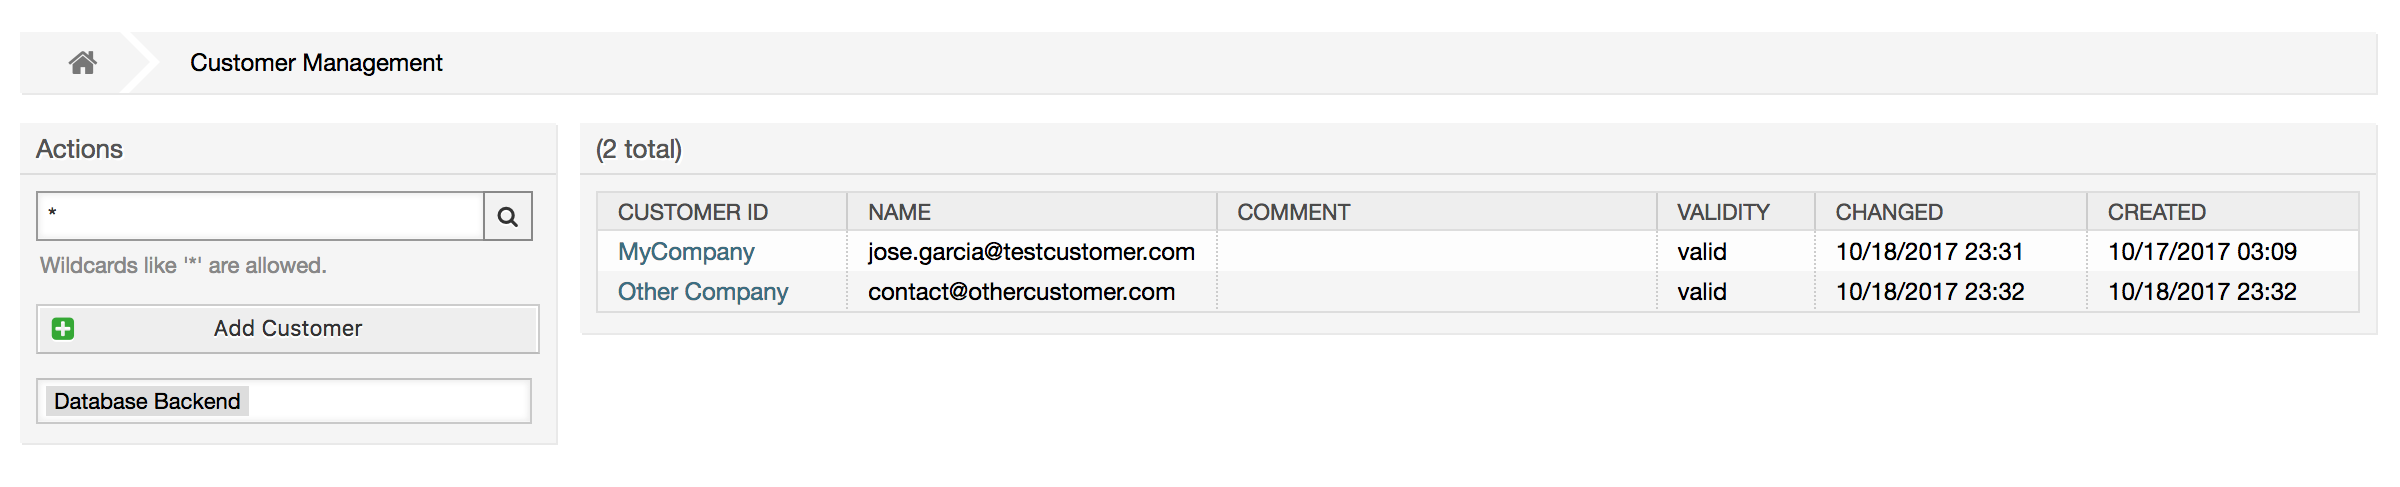 Customer Management
Actions
*
Wildcards like '*' are allowed.
Add Customer
Database Backend
(2 total)
CUSTOMER ID NAME COMMENT VALIDITY CHANGED CREATED
MyCompany jose.garcia@testcustomer.com valid 10/18/2017 23:31 10/17/2017 03:09
Other Company contact@othercustomer.com valid 10/18/2017 23:32 10/18/2017 23:32